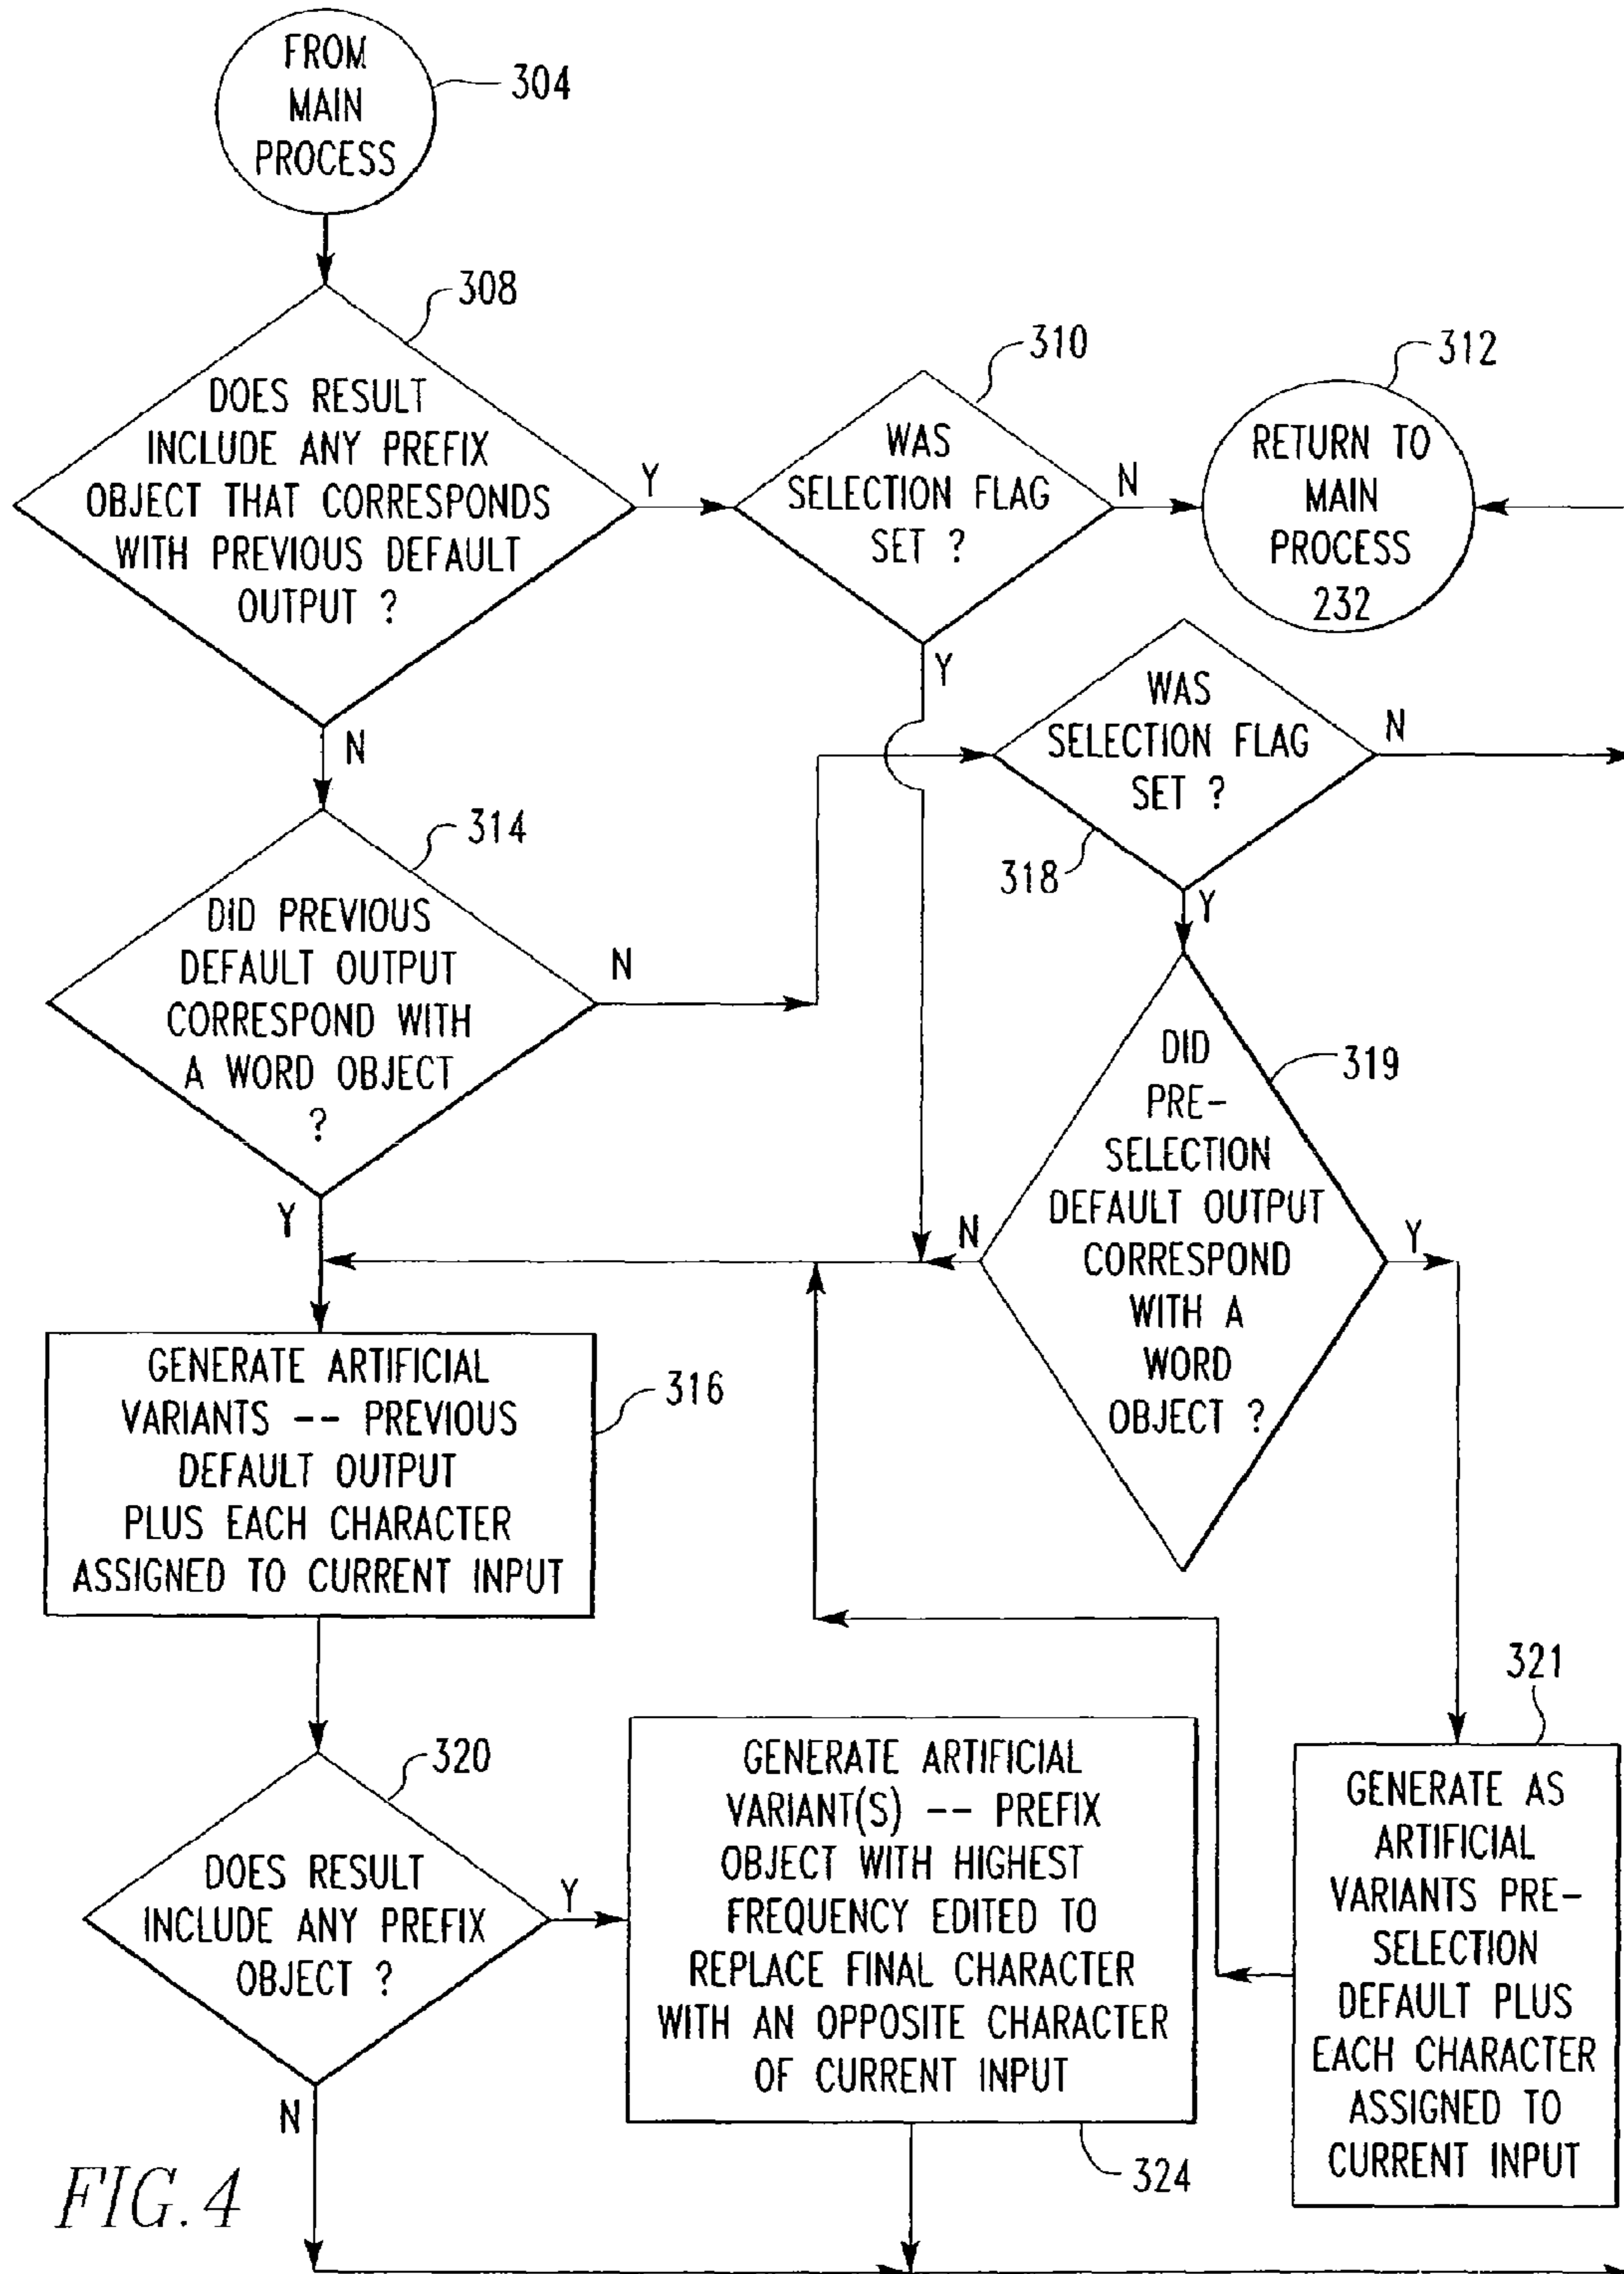 FROM
MAIN
PROCESS
304
DOES RESULT
INCLUDE ANY PREFIX
OBJECT THAT CORRESPONDS
WITH PREVIOUS DEFAULT
OUTPUT ?
308
Y
N
WAS
SELECTION FLAG
SET ?
310
N
Y
RETURN TO
MAIN
PROCESS
232
312
DID PREVIOUS
DEFAULT OUTPUT
CORRESPOND WITH
A WORD OBJECT
?
314
N
Y
WAS
SELECTION FLAG
SET ?
318
N
Y
DID
PRE-
SELECTION
DEFAULT OUTPUT
CORRESPOND
WITH A
WORD
OBJECT ?
319
N
Y
GENERATE ARTIFICIAL
VARIANTS -- PREVIOUS
DEFAULT OUTPUT
PLUS EACH CHARACTER
ASSIGNED TO CURRENT INPUT
316
DOES RESULT
INCLUDE ANY PREFIX
OBJECT ?
320
Y
N
GENERATE ARTIFICIAL
VARIANT(S) -- PREFIX
OBJECT WITH HIGHEST
FREQUENCY EDITED TO
REPLACE FINAL CHARACTER
WITH AN OPPOSITE CHARACTER
OF CURRENT INPUT
324
321
GENERATE AS
ARTIFICIAL
VARIANTS PRE-
SELECTION
DEFAULT PLUS
EACH CHARACTER
ASSIGNED TO
CURRENT INPUT
FIG. 4